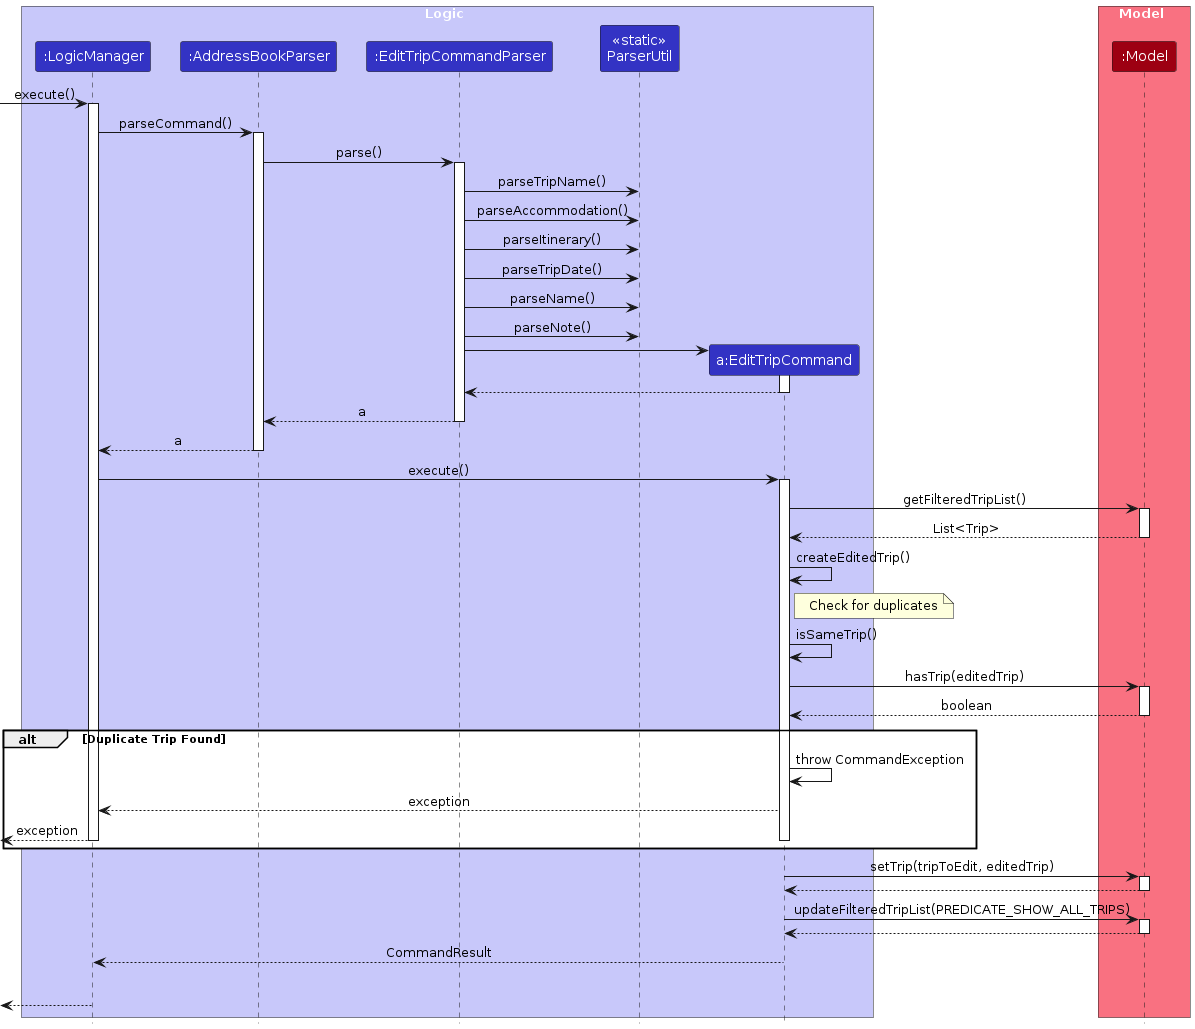 Logic
Model
:LogicManager
:AddressBookParser
:EditTripCommandParser
«static»
ParserUtil
:Model
execute()
parseCommand()
parse()
parseTripName()
parseAccommodation()
parseItinerary()
parseTripDate()
parseName()
parseNote()
a:EditTripCommand
a
a
execute()
getFilteredTripList()
List<Trip>
createEditedTrip()
Check for duplicates
isSameTrip()
hasTrip(editedTrip)
boolean
alt
[Duplicate Trip Found]
throw CommandException
exception
exception
setTrip(tripToEdit, editedTrip)
updateFilteredTripList(PREDICATE_SHOW_ALL_TRIPS)
CommandResult